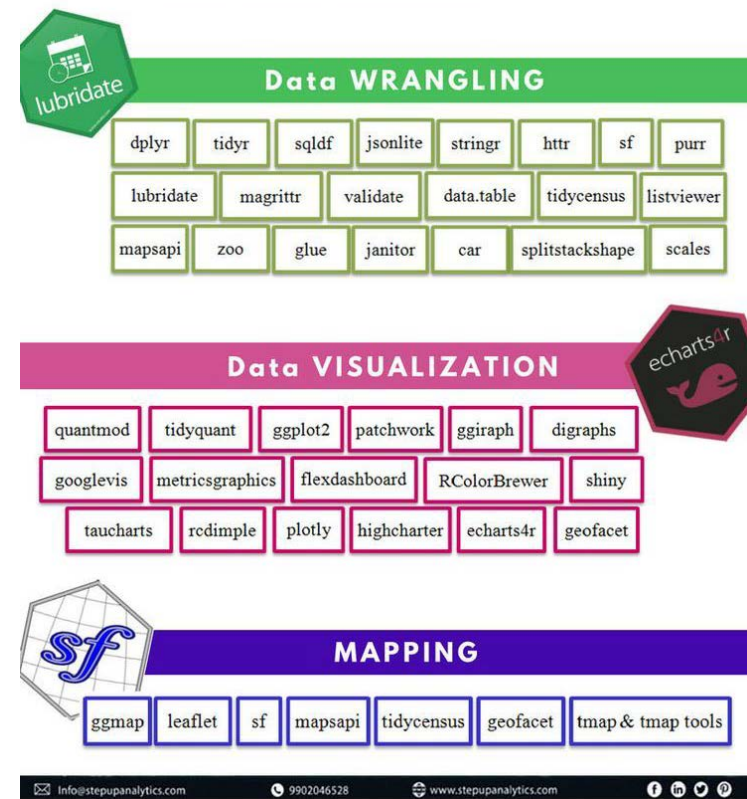 lubridate
Data WRANGLING
dplyr tidyr sqldf jsonlite stringr httr sf purr
lubridate magrittr validate data.table tidycensus listviewer
mapsapi zoo glue janitor car splitstackshape scales
echarts4r
Data VISUALIZATION
quantmod tidyquant ggplot2 patchwork ggiraph digraphs
googlevis metricsgraphics flexdashboard RColorBrewer shiny
taucharts rcdimple plotly highcharter echarts4r geofacet
sf
MAPPING
ggmap leaflet sf mapsapi tidycensus geofacet tmap & tmap tools
Info@stepupanalytics.com 9902046528 www.stepupanalytics.com